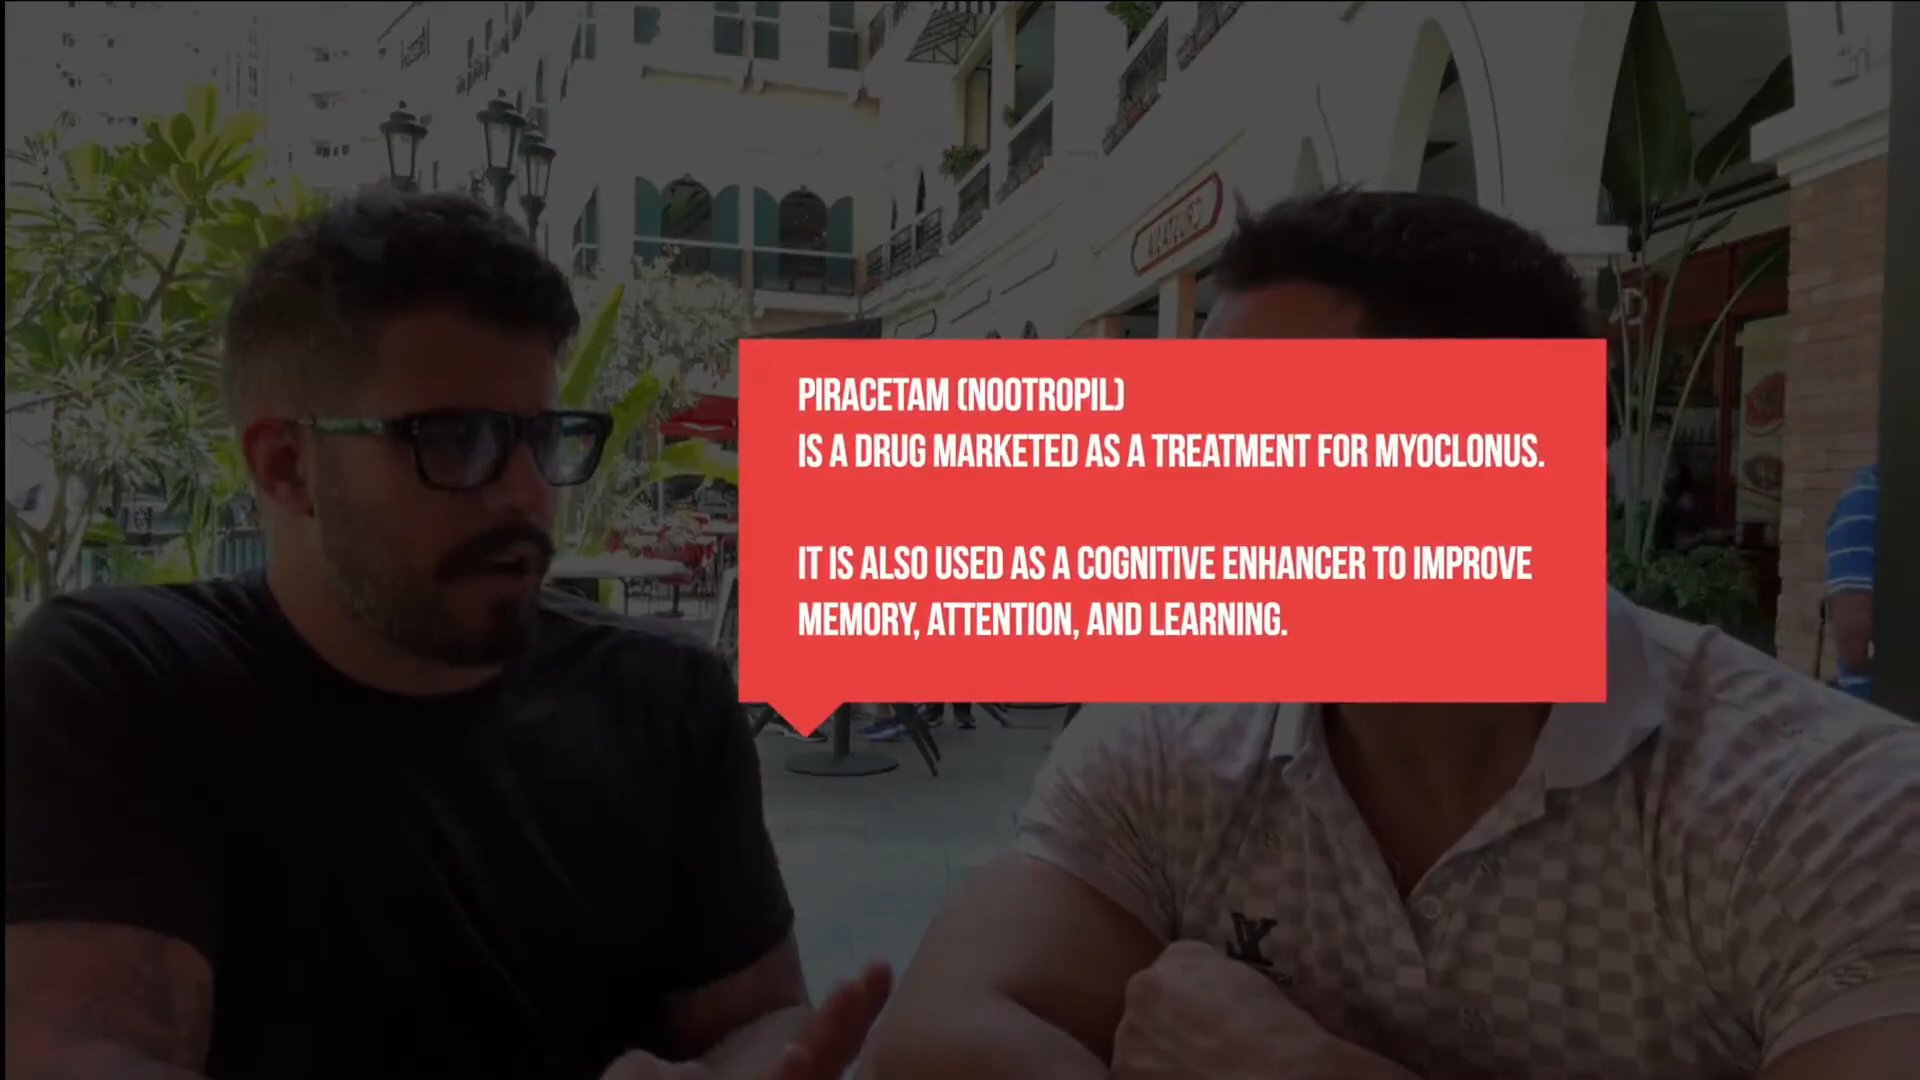 PIRACETAM (NOOTROPIL)
IS A DRUG MARKETED AS A TREATMENT FOR MYOCLONUS.
IT IS ALSO USED AS A COGNITIVE ENHANCER TO IMPROVE
MEMORY, ATTENTION, AND LEARNING.